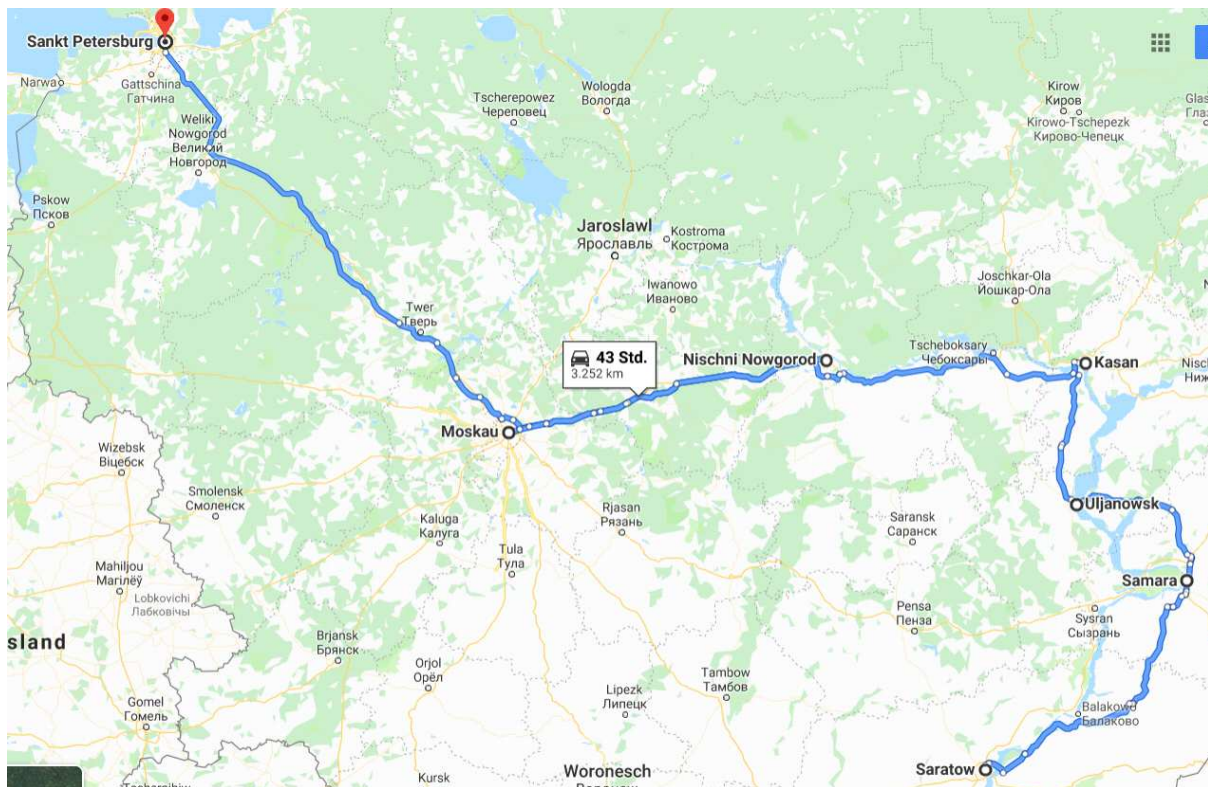 Sankt Petersburg
Narwa
Gattschina
Гатчина
Weliki
Nowgorod
Великий
Новгород
Pskow
Псков
Tscherepowez
Череповец
Wologda
Вологда
Kirow
Киров
Kirowo-Tschepezk
Кирово-Чепецк
Jaroslawl
Ярославль
Kostroma
Кострома
Iwanowo
Иваново
Joschkar-Ola
Йошкар-Ола
Twer
Тверь
43 Std.
3.252 km
Nischni Nowgorod
Tscheboksary
Чебоксары
Kasan
Moskau
Wizebsk
Віцебск
Smolensk
Смоленск
Kaluga
Калуга
Tula
Тула
Rjasan
Рязань
Saransk
Саранск
Uljanowsk
Samara
Sysran
Сызрань
Pensa
Пенза
Mahiljou
Магілёў
Lobkovichi
Лабковічы
sland
Brjansk
Брянск
Orjol
Орёл
Lipezk
Липецк
Tambow
Тамбов
Balakowo
Балаково
Gomel
Гомель
Saratow
Kursk
Woronesch